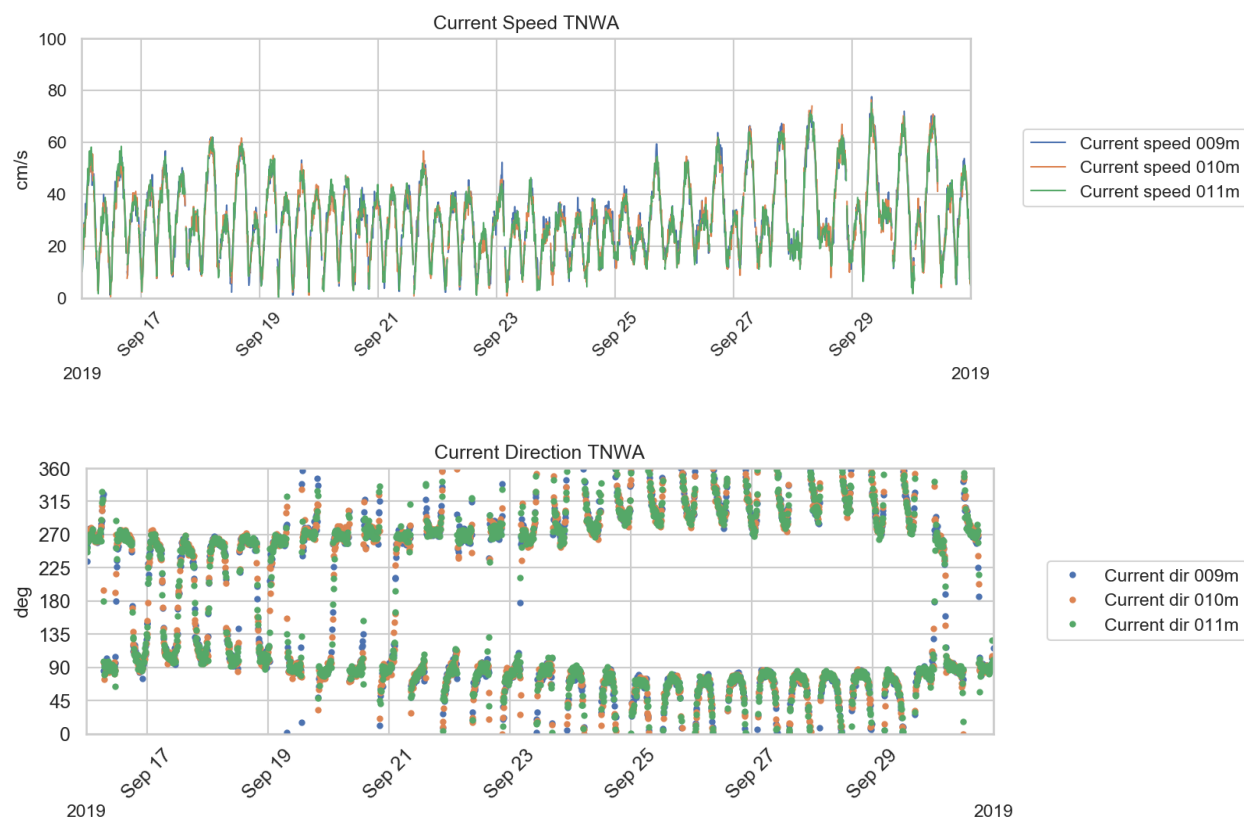 Current Speed TNWA
100
80
60
40
20
0
cm/s
Sep 17
Sep 19
Sep 21
Sep 23
Sep 25
Sep 27
Sep 29
2019
2019
Current speed 009m
Current speed 010m
Current speed 011m
Current Direction TNWA
360
315
270
225
180
135
90
45
0
deg
Sep 17
Sep 19
Sep 21
Sep 23
Sep 25
Sep 27
Sep 29
2019
2019
Current dir 009m
Current dir 010m
Current dir 011m